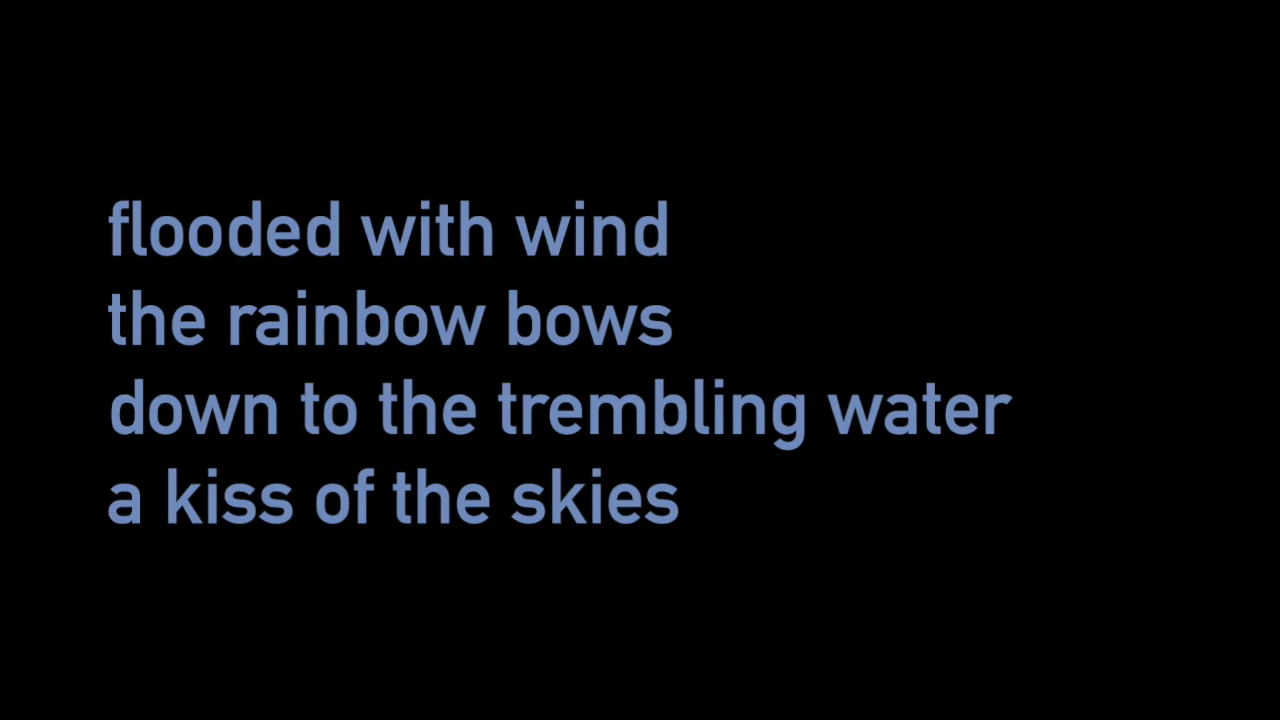 flooded with wind
the rainbow bows
down to the trembling water
a kiss of the skies